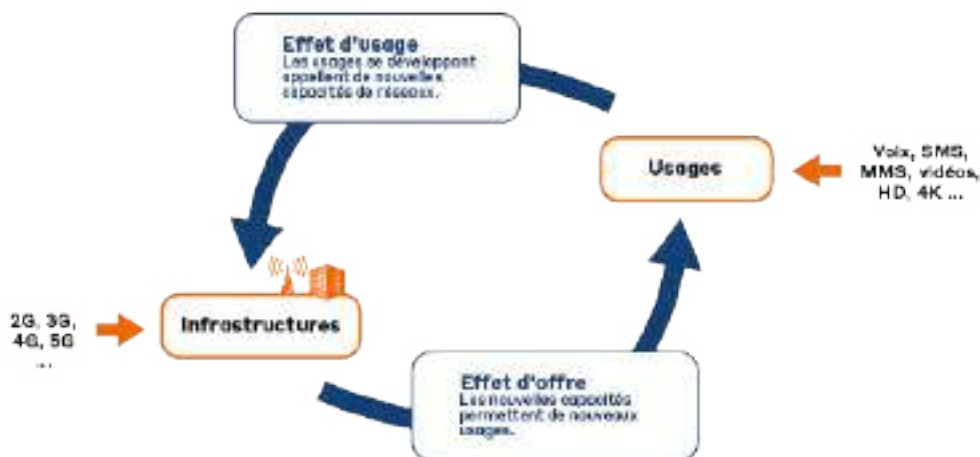 Effet d'usage
Les usages se développant
appellent de nouvelles
capacités de réseaux.
Usages
Voix, SMS,
MMS, vidéos,
HD, 4K ...
Infrastructures
2G, 3G,
4G, 5G
...
Effet d'offre
Les nouvelles capacités
permettent de nouveaux
usages.